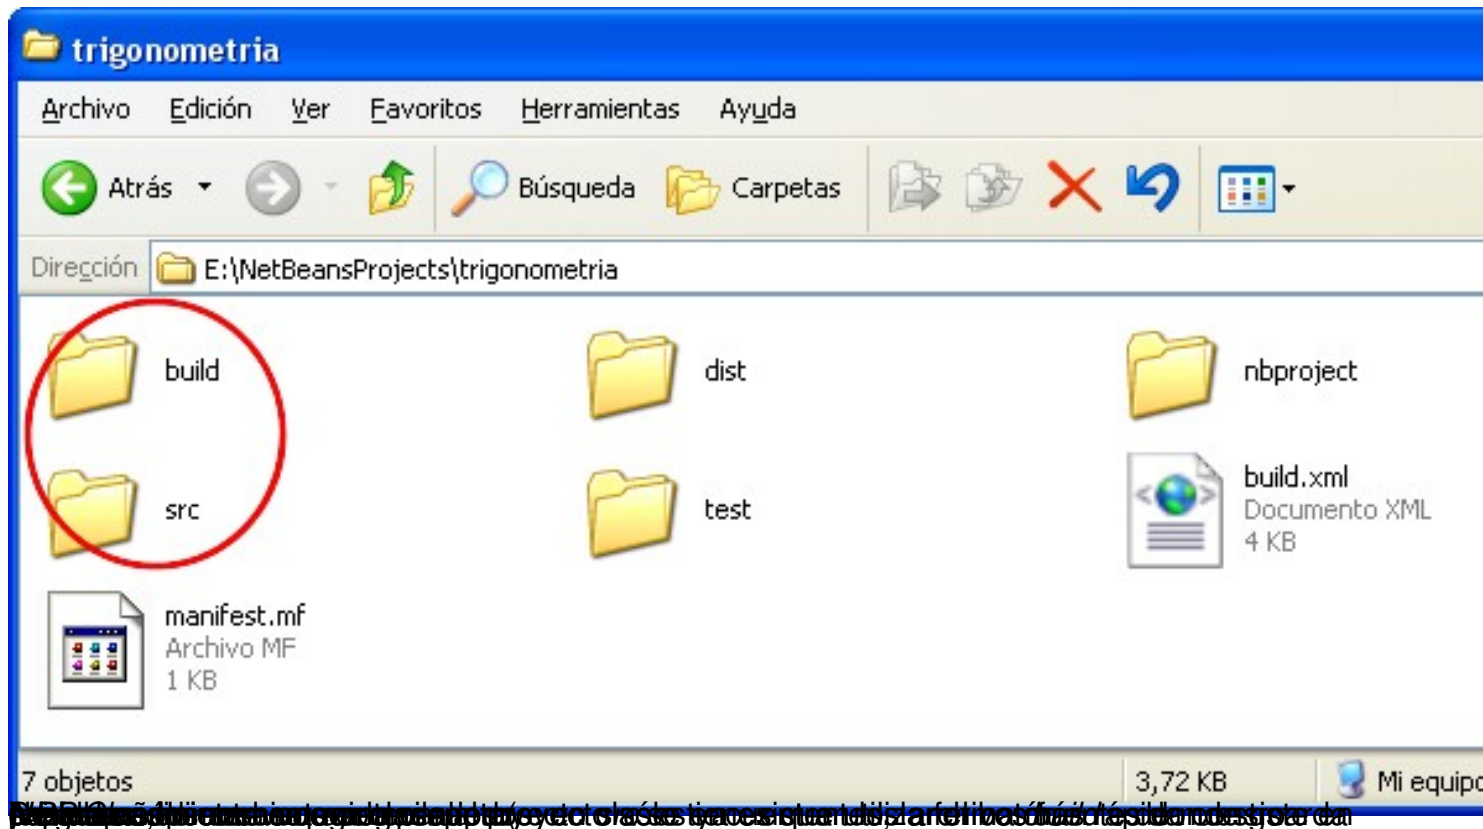 trigonometria
Archivo Edición Ver Favoritos Herramientas Ayuda
Atrás Búsqueda Carpetas
Dirección E:\NetBeansProjects\trigonometria
build dist nbproject
src test build.xml
Documento XML
4 KB
manifest.mf
Archivo MF
1 KB
7 objetos 3,72 KB Mi equipo